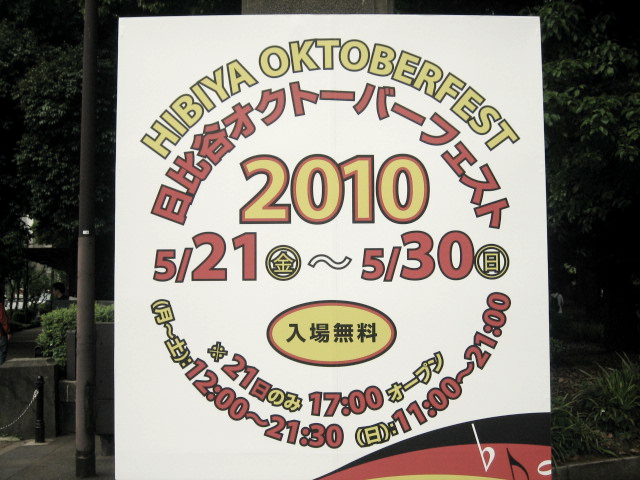 HIBIYA OKTOBERFEST
日比谷オクトーバーフェスト
2010
5/21㊎～5/30㊐
入場無料
※21日のみ 17:00 オープン
(月～土):12:00～21:30 (日):11:00～21:00